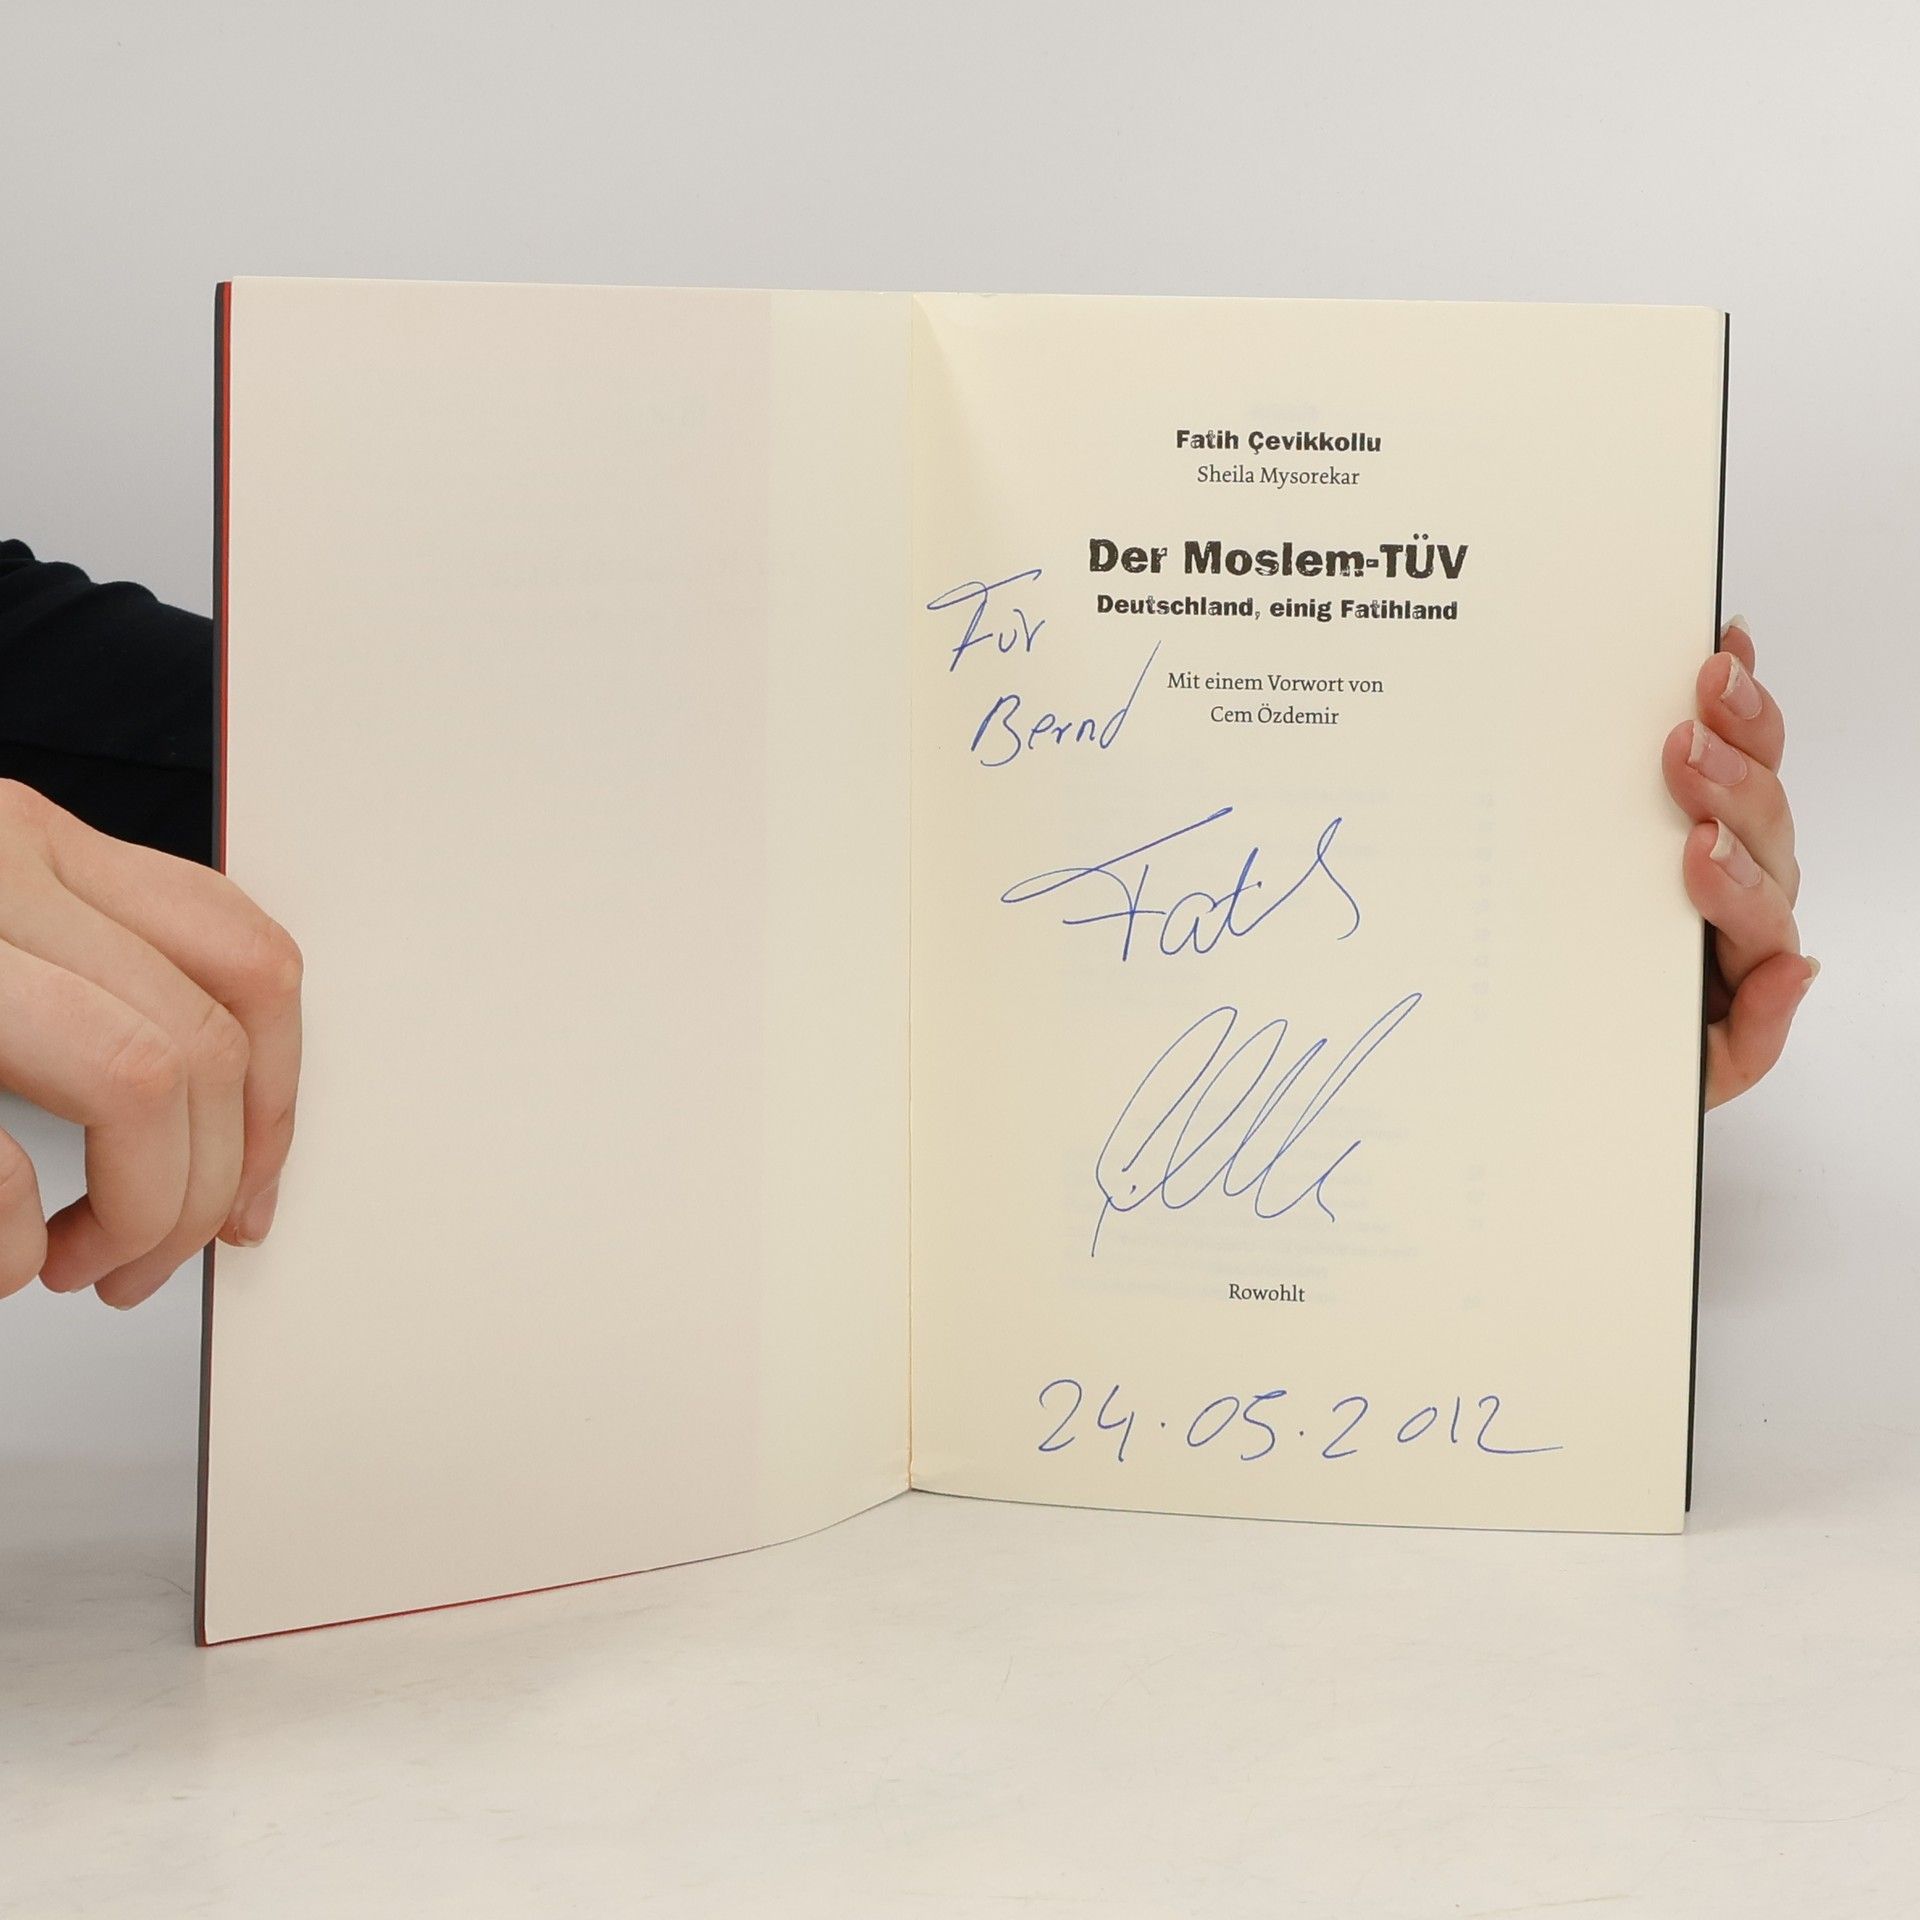 Fatih Çevikkollu
Sheila Mysorekar
Der Moslem-TÜV
Deutschland, einig Fatihland
Für
Bernd
Mit einem Vorwort von
Cem Özdemir
Fatih
Rowohlt
24.05.2012